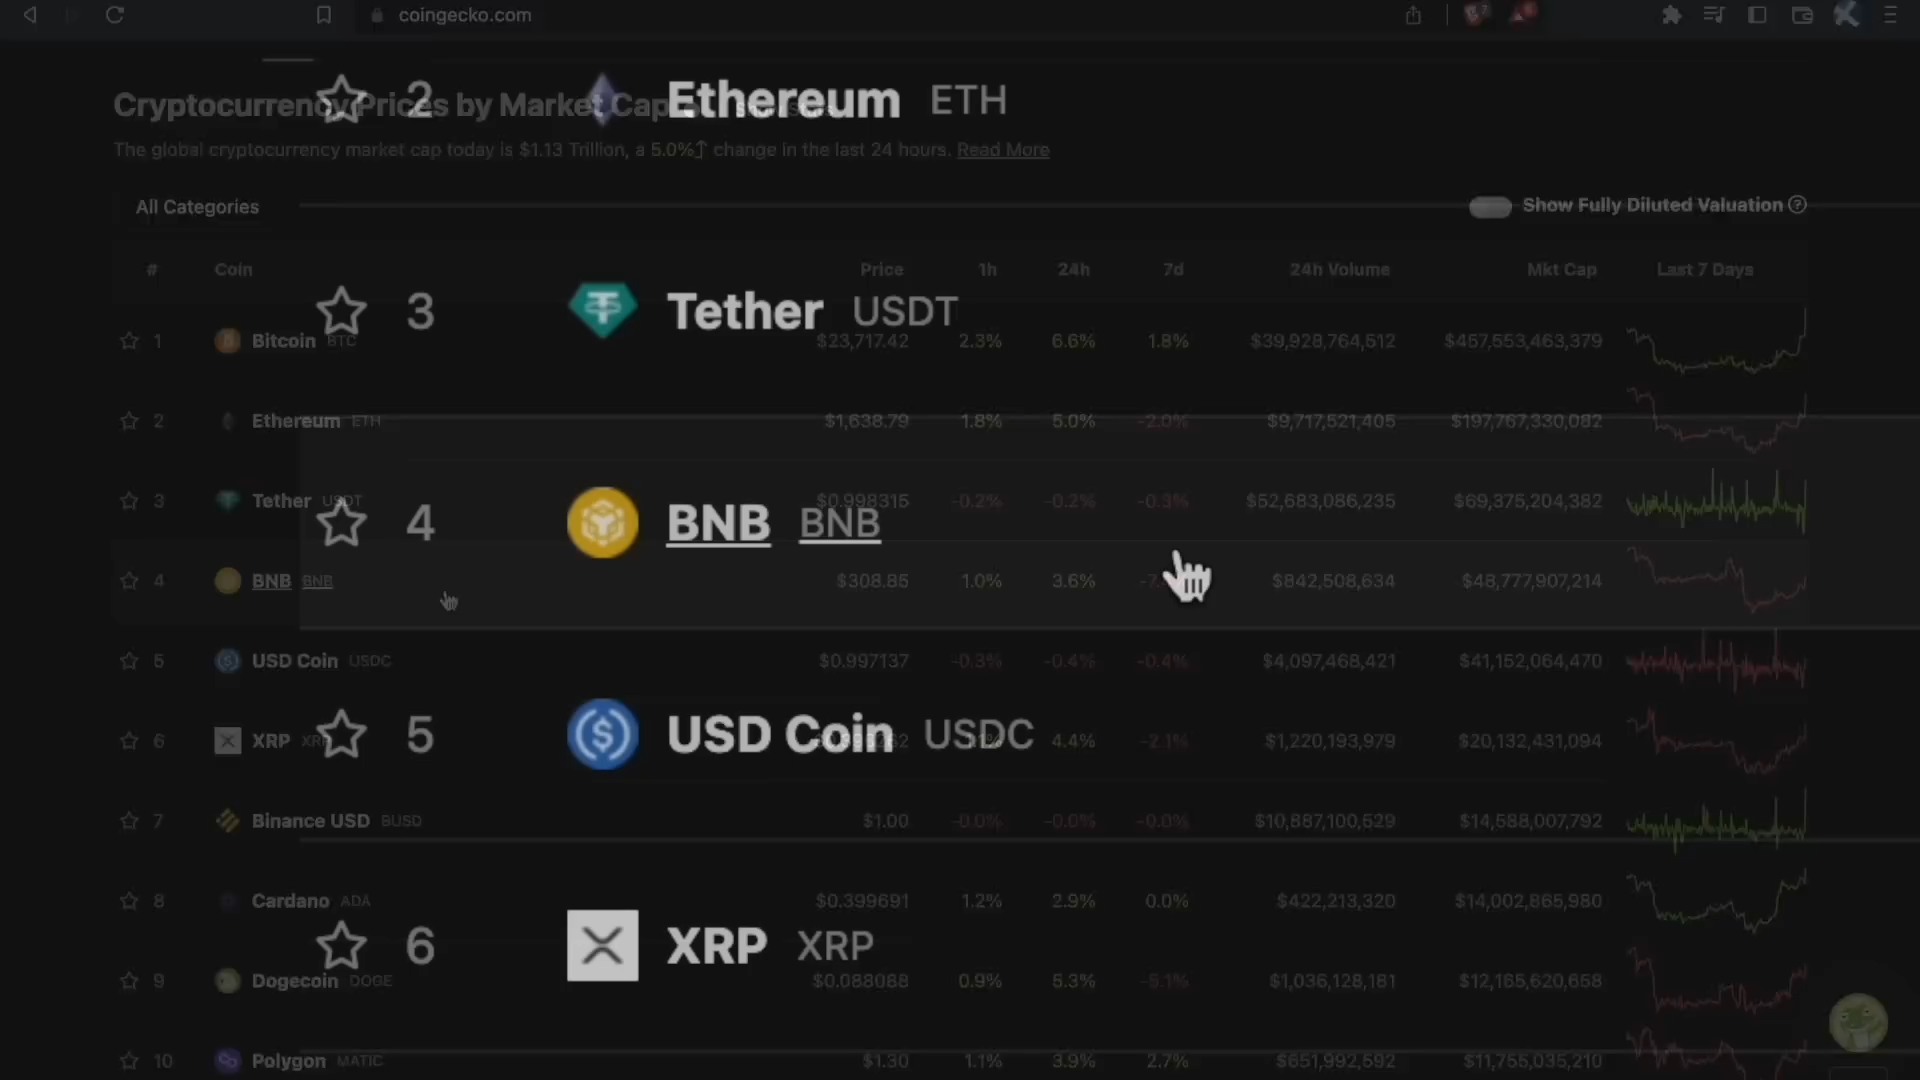 coingecko.com
Cryptocurrency Prices by Market Cap
The global cryptocurrency market cap today is $1.13 Trillion, a 5.0% change in the last 24 hours. Read More
2 Ethereum ETH
All Categories
Show Fully Diluted Valuation ?
# Coin Price 1h 24h 7d 24h Volume Mkt Cap Last 7 Days
3 Tether USDT
1 Bitcoin BTC $23,717.42 2.3% 6.6% 1.8% $39,928,764,512 $457,553,463,379
2 Ethereum ETH $1,638.79 1.8% 5.0% -2.0% $9,717,521,405 $197,767,330,082
3 Tether USDT $0.998315 -0.2% -0.2% -0.3% $52,683,086,235 $69,375,204,382
4 BNB BNB
4 BNB BNB $308.85 1.0% 3.6% $842,508,634 $48,777,907,214
5 USD Coin USDC $0.997137 -0.3% -0.4% -0.4% $4,097,468,421 $41,152,064,470
5 USD Coin USDC
6 XRP XRP 4.4% -2.1% $1,220,193,979 $20,132,431,094
7 Binance USD BUSD $1.00 -0.0% -0.0% -0.0% $10,887,100,529 $14,588,007,792
8 Cardano ADA $0.399691 1.2% 2.9% 0.0% $422,213,320 $14,002,865,980
6 XRP XRP
9 Dogecoin DOGE $0.088088 0.9% 5.3% -5.1% $1,036,128,181 $12,165,620,658
10 Polygon MATIC $1.30 1.1% 3.9% 2.7% $651,992,592 $11,755,035,210